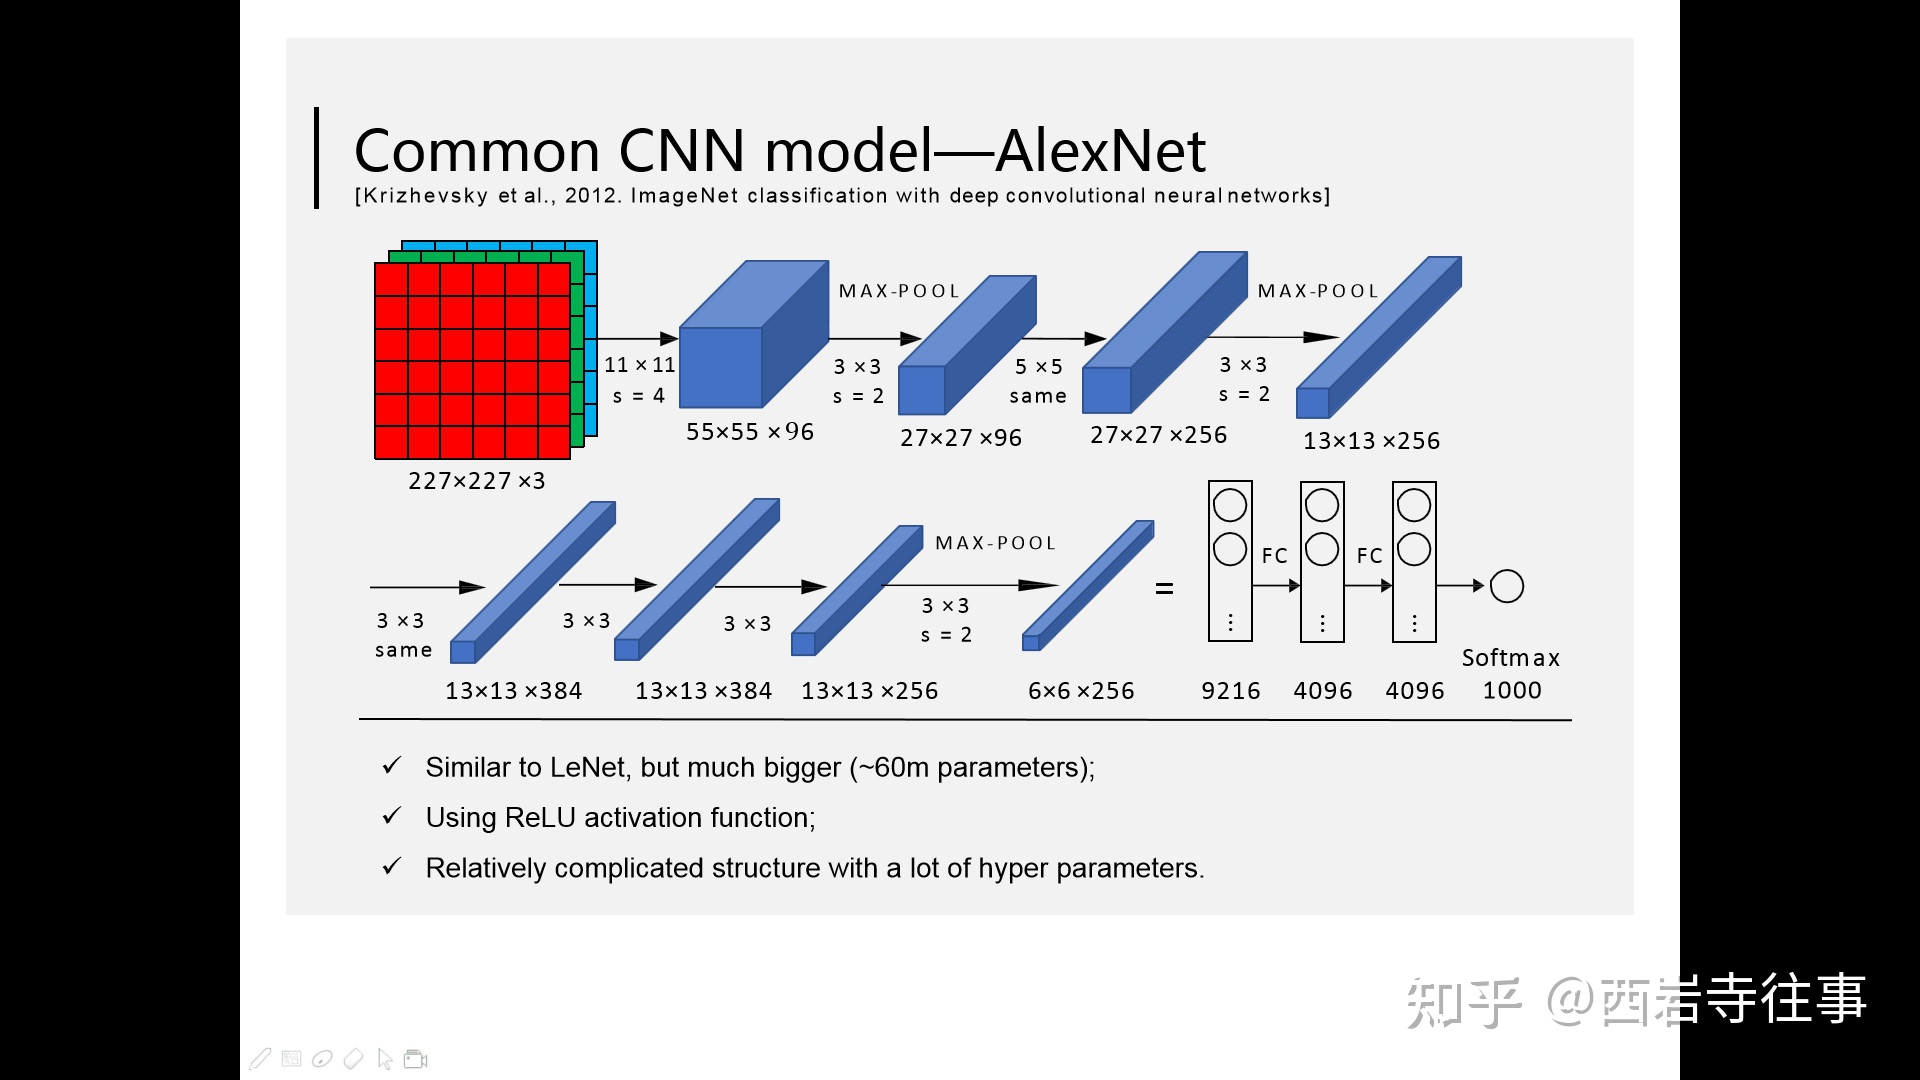 Common CNN model—AlexNet
[Krizhevsky et al., 2012. ImageNet classification with deep convolutional neural networks]
227×227 ×3
11 × 11
s = 4
55×55 ×96
MAX-POOL
3 ×3
s = 2
27×27 ×96
5 ×5
same
27×27 ×256
MAX-POOL
3 ×3
s = 2
13×13 ×256
3 ×3
same
13×13 ×384
3 ×3
13×13 ×384
3 ×3
13×13 ×256
MAX-POOL
3 ×3
s = 2
6×6 ×256
=
⋮
9216
FC
⋮
4096
FC
⋮
4096
Softmax
1000
✓ Similar to LeNet, but much bigger (~60m parameters);
✓ Using ReLU activation function;
✓ Relatively complicated structure with a lot of hyper parameters.
知乎 @西岩寺往事